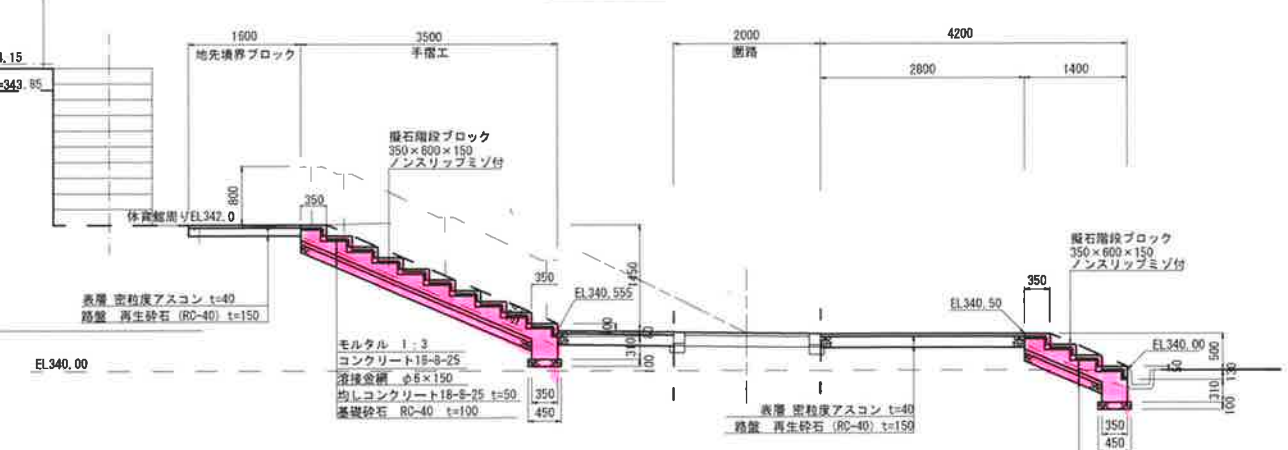 1600
3500
2000
4200
地先境界ブロック
手摺工
園路
2800
1400
4.15
=343.85
擬石階段ブロック
350×600×150
ノンスリップミゾ付
800
350
体育館周りEL342.0
表層 密粒度アスコン t=40
路盤 再生砕石 (RC-40) t=150
EL340.00
モルタル 1:3
コンクリート18-8-25
溶接金網 φ6×150
均しコンクリート18-8-25 t=50
基礎砕石 RC-40 t=100
350
EL340.555
1450
100
50
310
100
350
450
EL340.50
350
擬石階段ブロック
350×600×150
ノンスリップミゾ付
EL340.00
500
50
130
310
100
表層 密粒度アスコン t=40
路盤 再生砕石 (RC-40) t=150
350
450